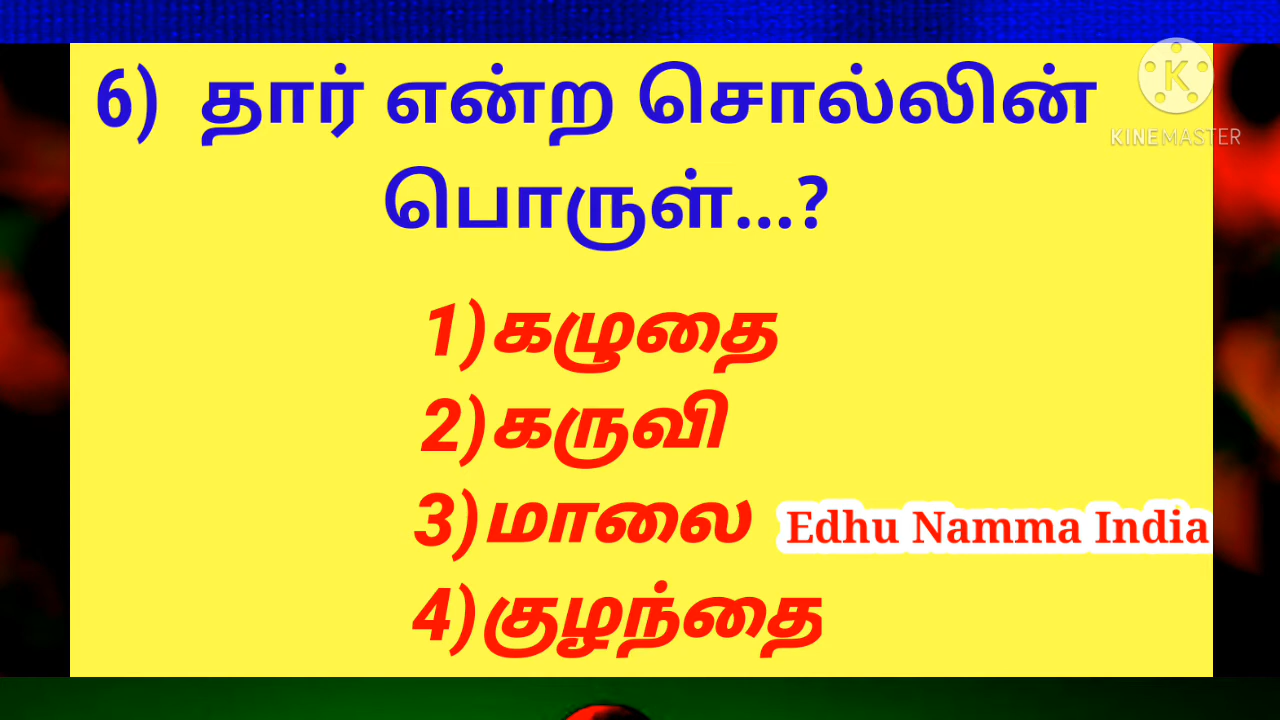 6) தார் என்ற சொல்லின்
பொருள்...?
KINEMASTER
1)கழுதை
2)கருவி
3)மாலை
Edhu Namma India
4)குழந்தை